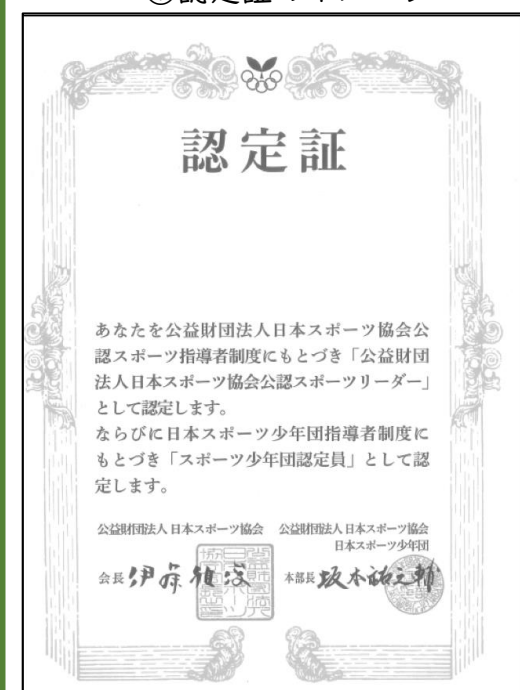 認定証のイメージ
認定証
あなたを公益財団法人日本スポーツ協会公
認スポーツ指導者制度にもとづき「公益財団
法人日本スポーツ協会公認スポーツリーダー」
として認定します。
ならびに日本スポーツ少年団指導者制度に
もとづき「スポーツ少年団認定員」として認
定します。
公益財団法人 日本スポーツ協会
会長 伊藤雅俊
公益財団法人 日本スポーツ協会
日本スポーツ少年団
本部長 坂本祐之輔